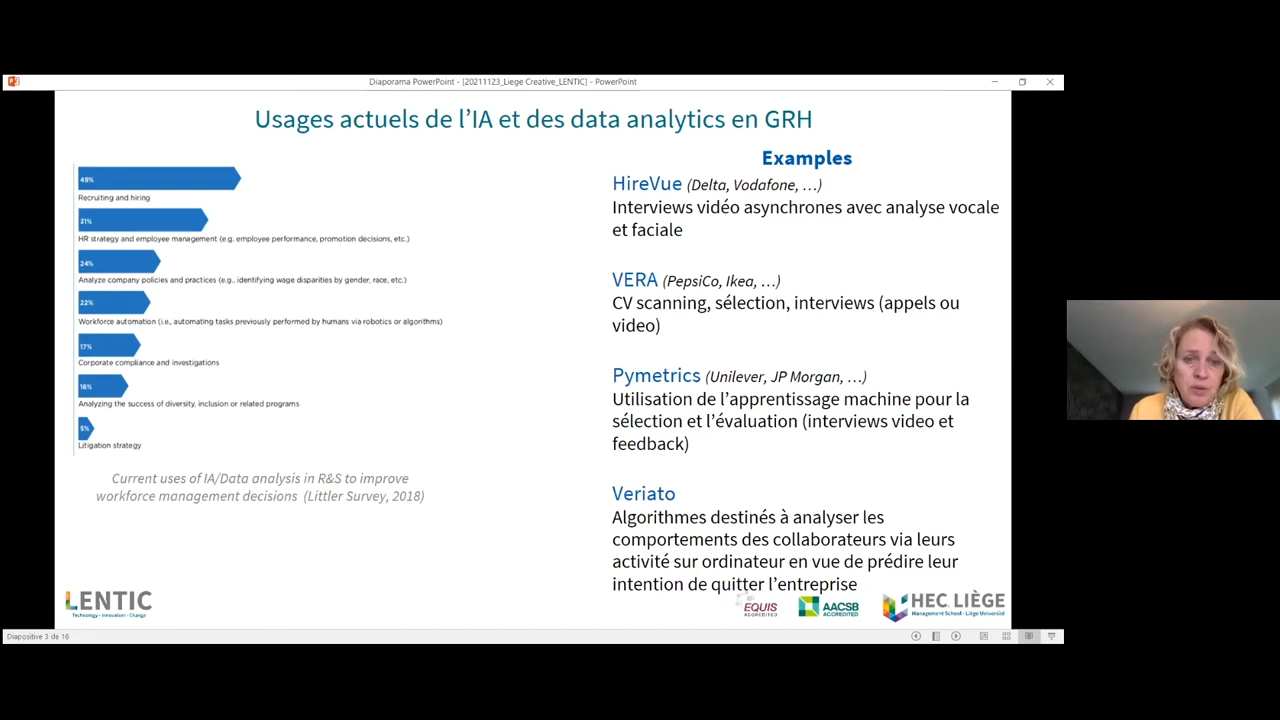 Diaporama PowerPoint - [20211123_Liege Creative_LENTIC] - PowerPoint
Usages actuels de l'IA et des data analytics en GRH
49%
Recruiting and hiring
31%
HR strategy and employee management (e.g. employee performance, promotion decisions, etc.)
24%
Analyze company policies and practices (e.g., identifying wage disparities by gender, race, etc.)
22%
Workforce automation (i.e., automating tasks previously performed by humans via robotics or algorithms)
17%
Corporate compliance and investigations
16%
Analyzing the success of diversity, inclusion or related programs
5%
Litigation strategy
Current uses of IA/Data analysis in R&S to improve
workforce management decisions (Littler Survey, 2018)
Examples
HireVue (Delta, Vodafone, …)
Interviews vidéo asynchrones avec analyse vocale
et faciale
VERA (PepsiCo, Ikea, …)
CV scanning, sélection, interviews (appels ou
video)
Pymetrics (Unilever, JP Morgan, …)
Utilisation de l'apprentissage machine pour la
sélection et l'évaluation (interviews video et
feedback)
Veriato
Algorithmes destinés à analyser les
comportements des collaborateurs via leurs
activité sur ordinateur en vue de prédire leur
intention de quitter l'entreprise
LENTIC
Technology - Innovation - Change
EQUIS
ACCREDITED
AACSB
ACCREDITED
HEC LIÈGE
Management School - Liège Université
Diapositive 3 de 16